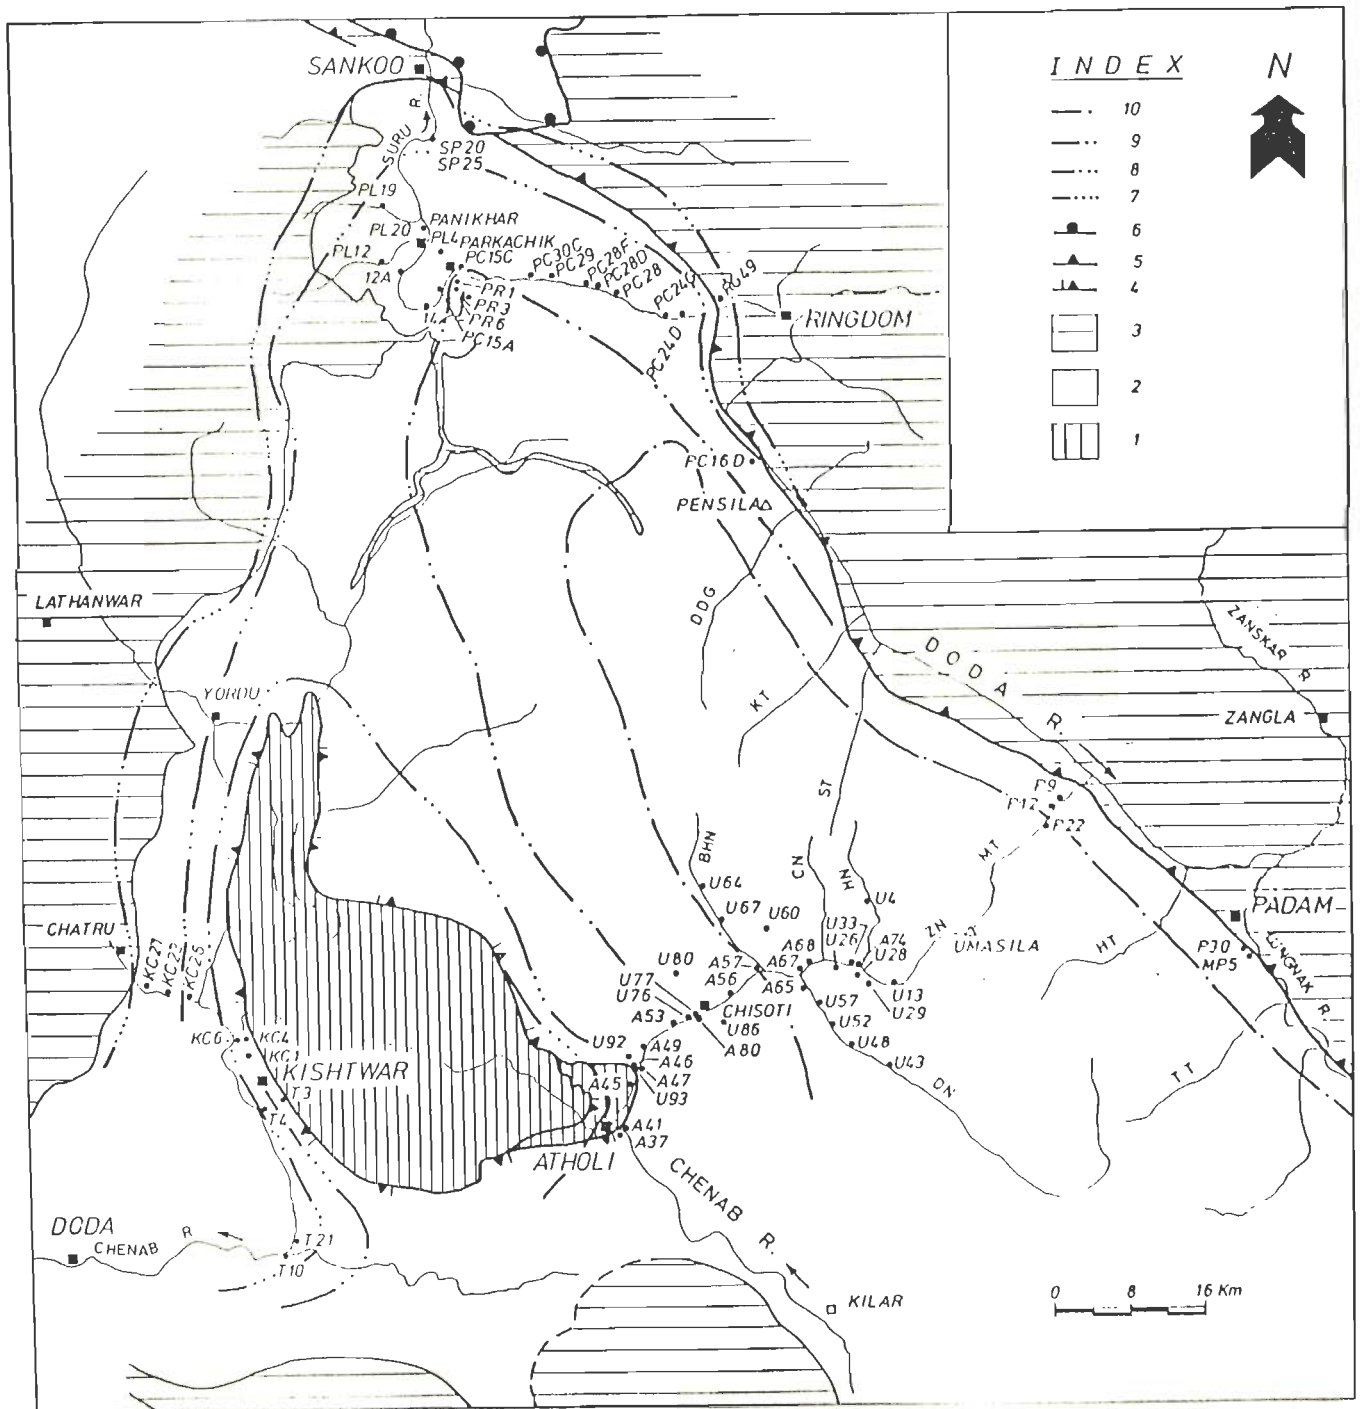 INDEX
N
10
9
8
7
6
5
4
3
2
1
SANKOO
SURU R.
SP20
SP25
PL19
PL20
PANIKHAR
PL4
PARKACHIK
PL12
12A
PC15C
PR1
PR3
PR6
PC15A
14A
PC30C
PC29
PC28F
PC28D
PC28
PC24G
PC24D
RINGDOM
PC16D
PENSILA
LATHANWAR
DDG
DODA R.
ZANSKAR R
ZANGLA
YORDU
KT
ST
P9
P12
P22
MT
BHN
CN
HN
U64
U67
U60
U4
U33
U26
A74
U28
ZN
UMASILA
HT
PADAM
P30
MP5
LUNGNAK R.
CHATRU
KC27
KC22
KC25
U80
A57
A67
A68
U77
A56
A65
U76
CHISOTI
U57
U13
U29
A53
U86
U52
A80
U48
U43
DN
TT
KC6
KC4
KC1
KISHTWAR
T3
T4
U92
A49
A46
A47
A45
U93
A41
A37
ATHOLI
CHENAB R.
DODA
CHENAB R
T21
T10
KILAR
0 8 16 Km